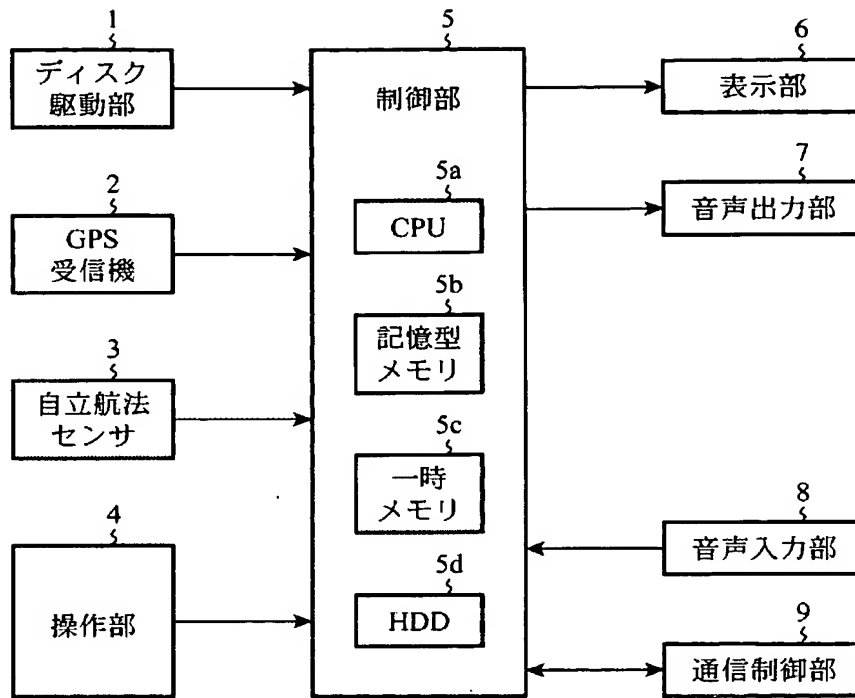 1
ディスク
駆動部
2
GPS
受信機
3
自立航法
センサ
4
操作部
5
制御部
5a
CPU
5b
記憶型
メモリ
5c
一時
メモリ
5d
HDD
6
表示部
7
音声出力部
8
音声入力部
9
通信制御部